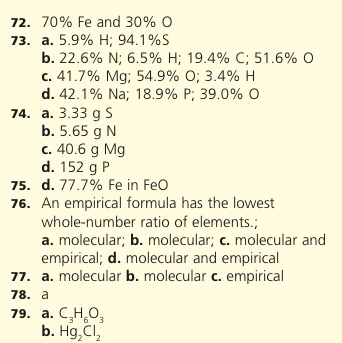 72. 70% Fe and 30% O
73. a. 5.9% H; 94.1%S
b. 22.6% N; 6.5% H; 19.4% C; 51.6% O
c. 41.7% Mg; 54.9% O; 3.4% H
d. 42.1% Na; 18.9% P; 39.0% O
74. a. 3.33 g S
b. 5.65 g N
c. 40.6 g Mg
d. 152 g P
75. d. 77.7% Fe in FeO
76. An empirical formula has the lowest
whole-number ratio of elements.;
a. molecular; b. molecular; c. molecular and
empirical; d. molecular and empirical
77. a. molecular b. molecular c. empirical
78. a
79. a. C₃H₆O₃
b. Hg₂Cl₂